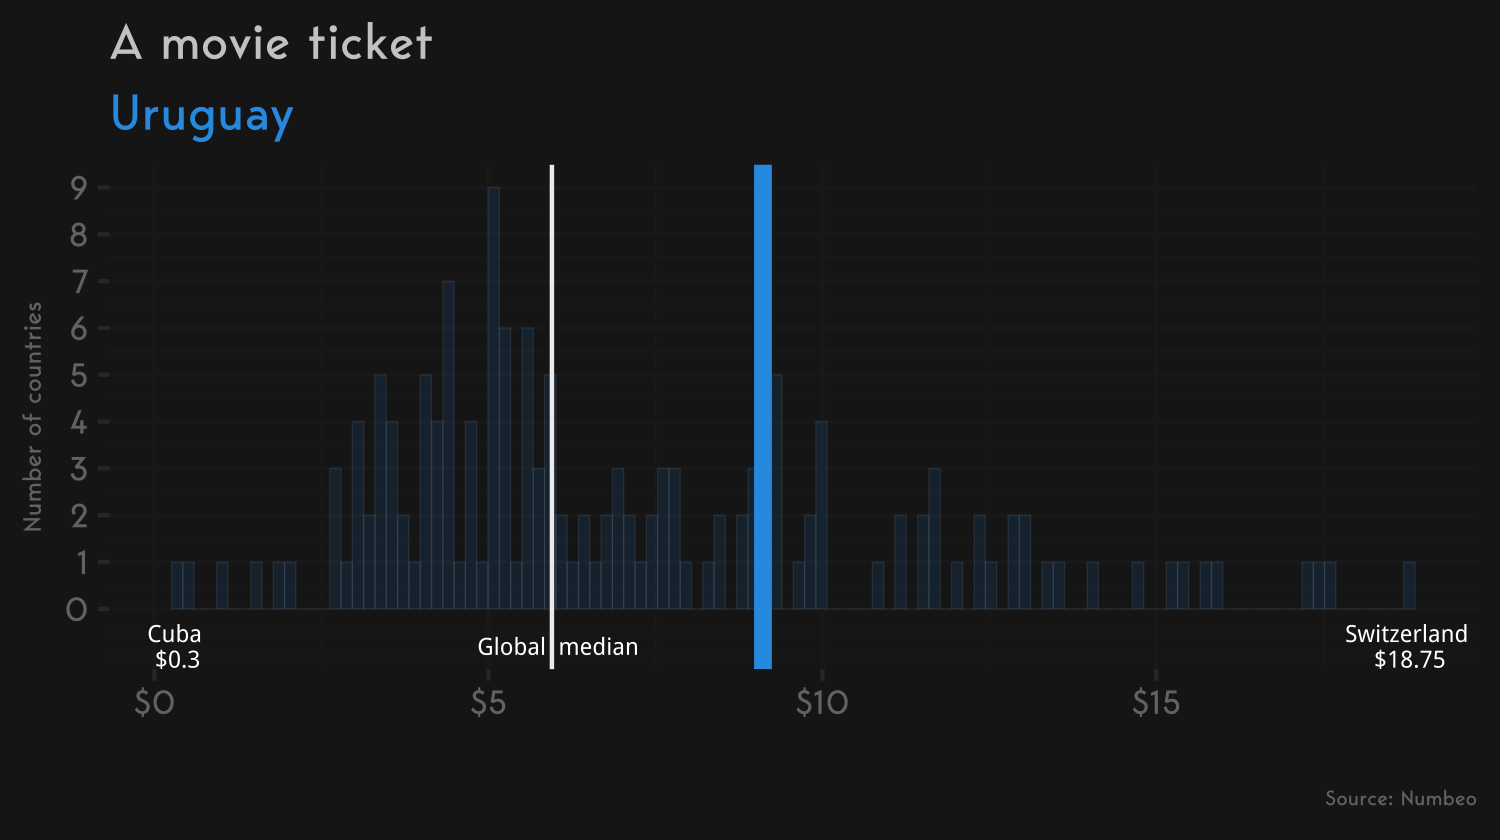 A movie ticket
Uruguay
Number of countries
9
8
7
6
5
4
3
2
1
0
Cuba
$0.3
Global median
Switzerland
$18.75
$0 $5 $10 $15
Source: Numbeo